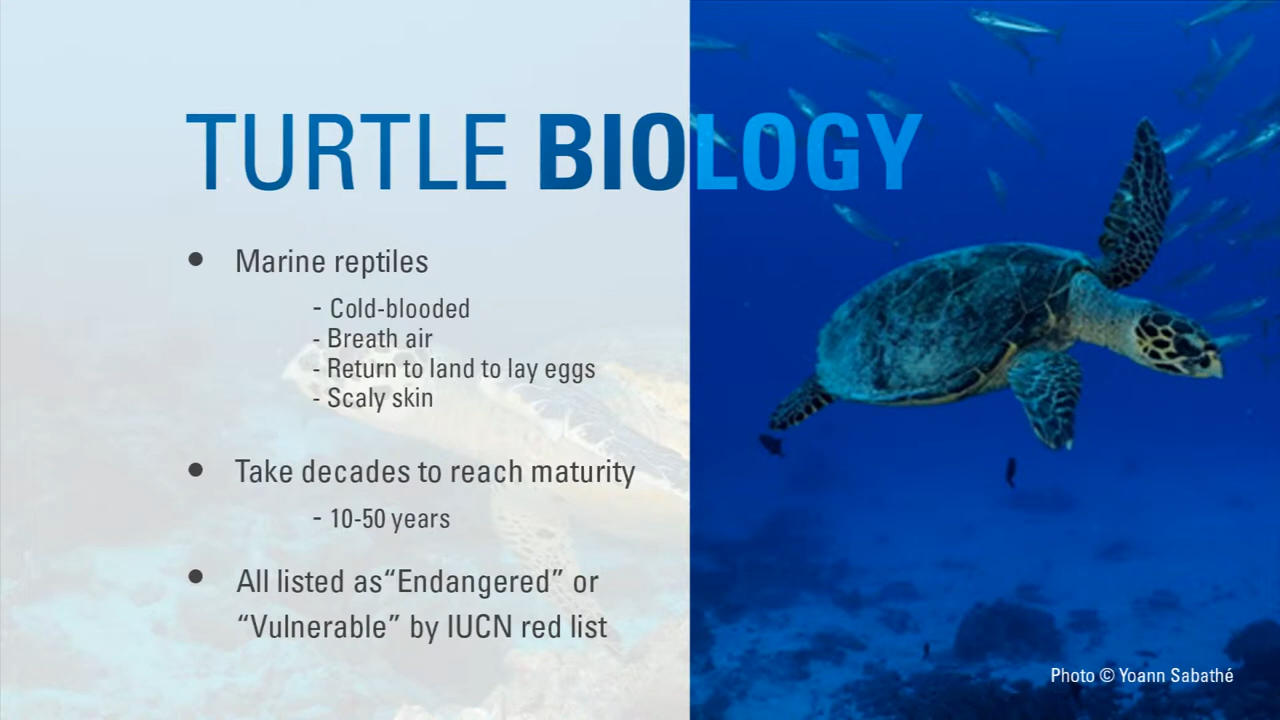 TURTLE BIOLOGY
• Marine reptiles
- Cold-blooded
- Breath air
- Return to land to lay eggs
- Scaly skin
• Take decades to reach maturity
- 10-50 years
• All listed as“Endangered” or
“Vulnerable” by IUCN red list
Photo © Yoann Sabathé